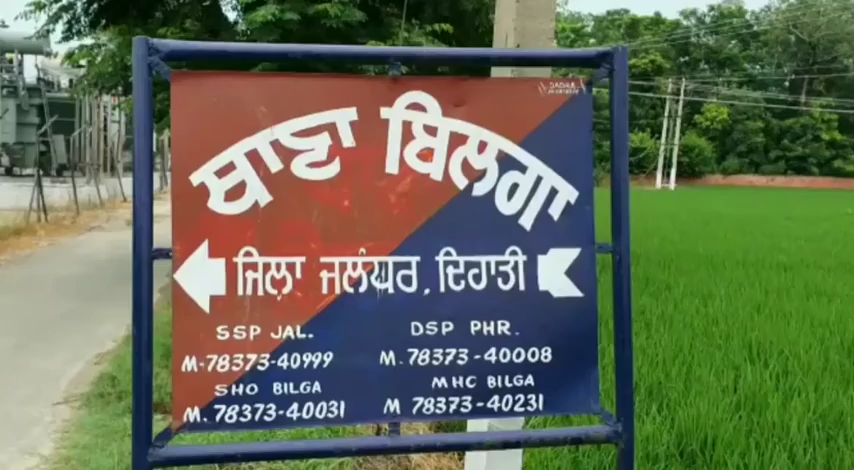 ਥਾਣਾ ਬਿਲਗਾ
ਜਿਲ਼ਾ ਜਲੰਧਰ, ਦਿਹਾਤੀ
SSP JAL. DSP PHR.
M-78373-40999 M.78373-40008
SHO BILGA MHC BILGA
M.78373-40031 M 78373-40231